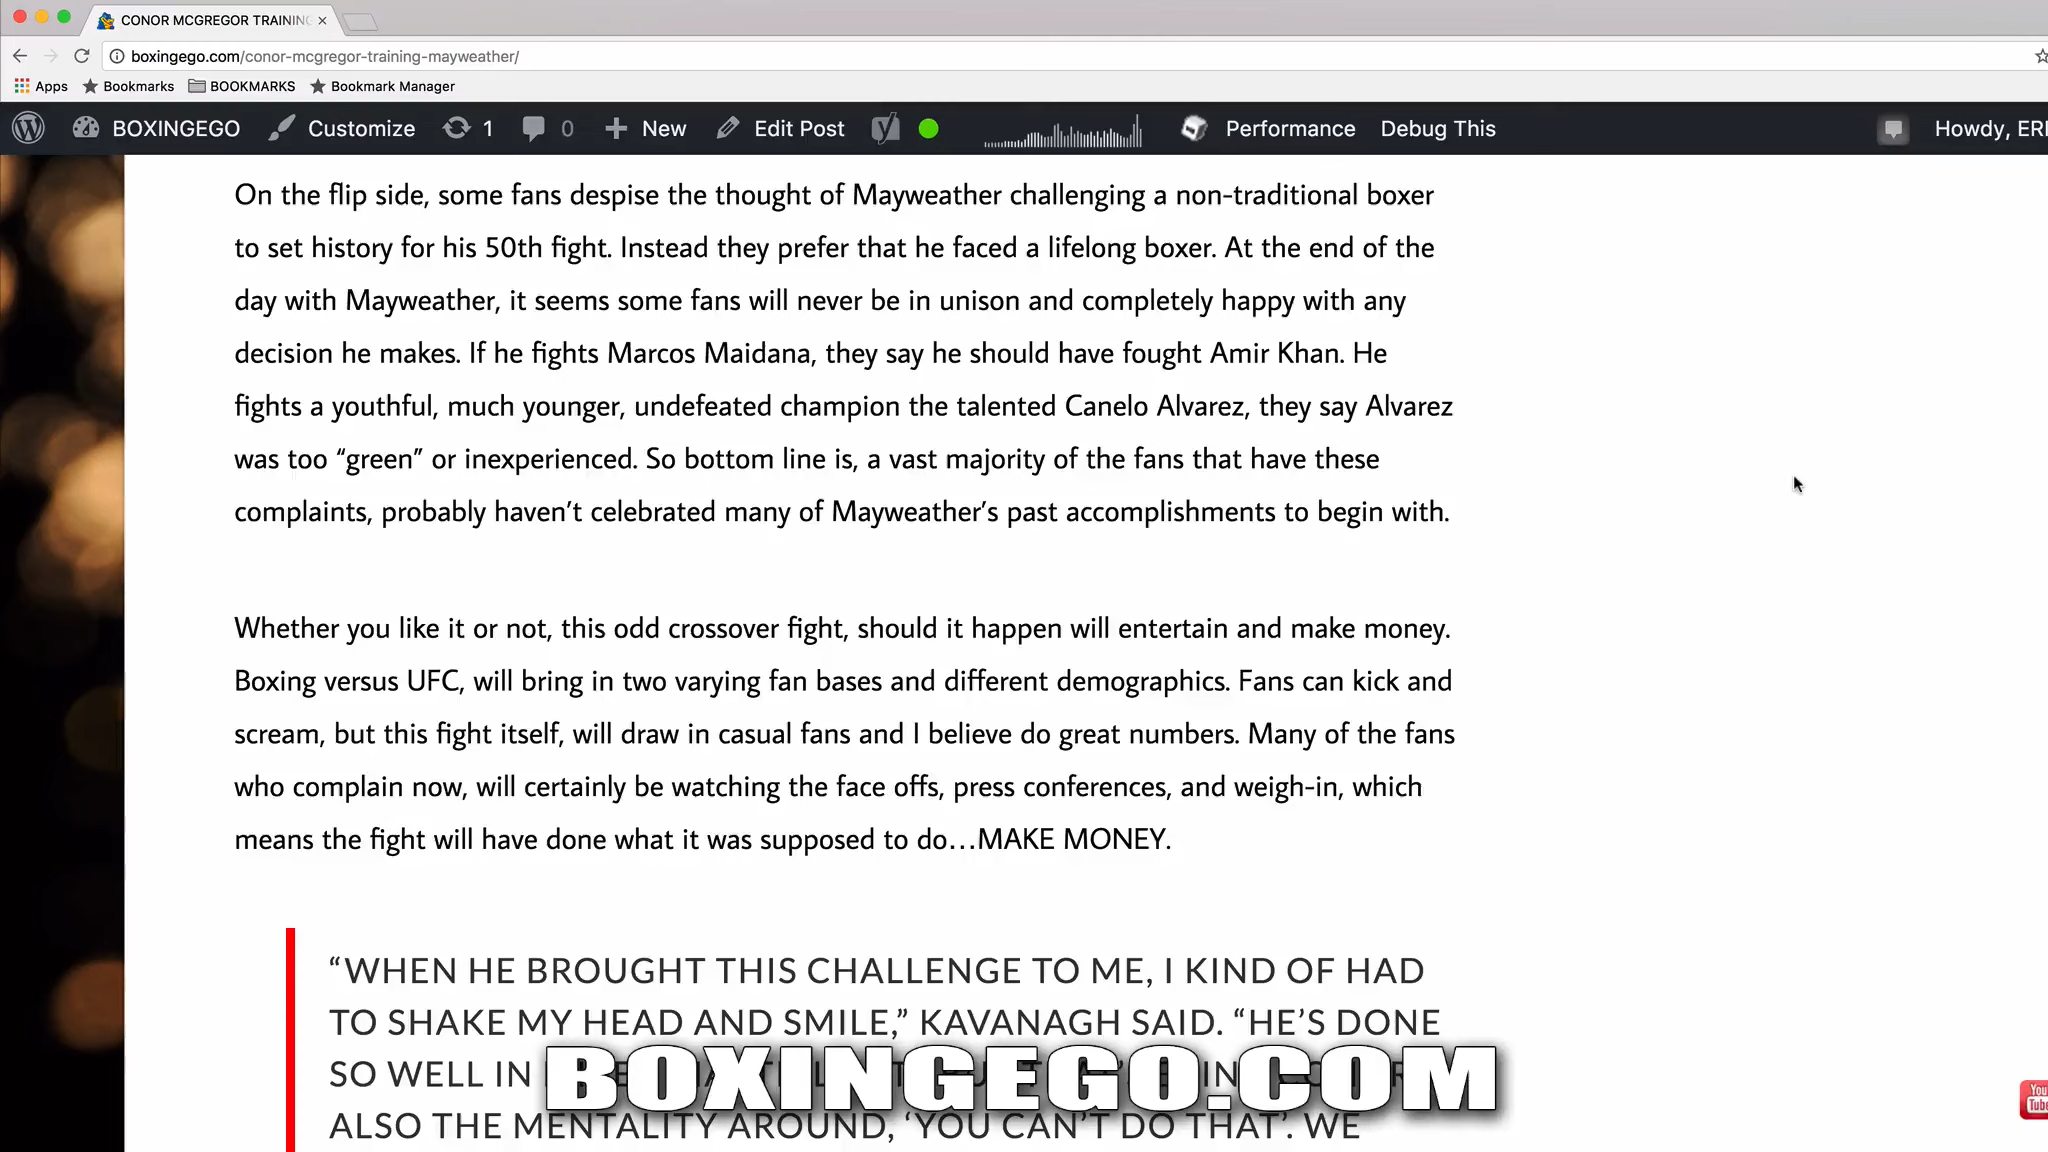 CONOR MCGREGOR TRAINING
boxingego.com/conor-mcgregor-training-mayweather/
Apps Bookmarks BOOKMARKS Bookmark Manager
BOXINGEGO Customize 1 0 New Edit Post Performance Debug This Howdy, ERI
On the flip side, some fans despise the thought of Mayweather challenging a non-traditional boxer
to set history for his 50th fight. Instead they prefer that he faced a lifelong boxer. At the end of the
day with Mayweather, it seems some fans will never be in unison and completely happy with any
decision he makes. If he fights Marcos Maidana, they say he should have fought Amir Khan. He
fights a youthful, much younger, undefeated champion the talented Canelo Alvarez, they say Alvarez
was too “green” or inexperienced. So bottom line is, a vast majority of the fans that have these
complaints, probably haven’t celebrated many of Mayweather’s past accomplishments to begin with.
Whether you like it or not, this odd crossover fight, should it happen will entertain and make money.
Boxing versus UFC, will bring in two varying fan bases and different demographics. Fans can kick and
scream, but this fight itself, will draw in casual fans and I believe do great numbers. Many of the fans
who complain now, will certainly be watching the face offs, press conferences, and weigh-in, which
means the fight will have done what it was supposed to do…MAKE MONEY.
“WHEN HE BROUGHT THIS CHALLENGE TO ME, I KIND OF HAD
TO SHAKE MY HEAD AND SMILE,” KAVANAGH SAID. “HE’S DONE
SO WELL IN
BOXINGEGO.COM
ALSO THE MENTALITY AROUND, ‘YOU CAN’T DO THAT’. WE
You
Tube